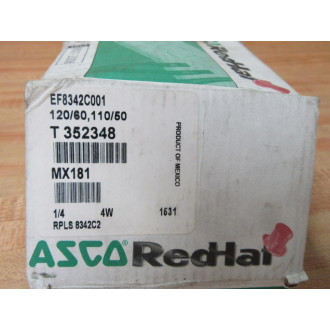 EF8342C001
120/60,110/50
T 352348
MX181
1/4 4W 1631
RPLS 8342C2
PRODUCT OF MEXICO
ASCO RedHat